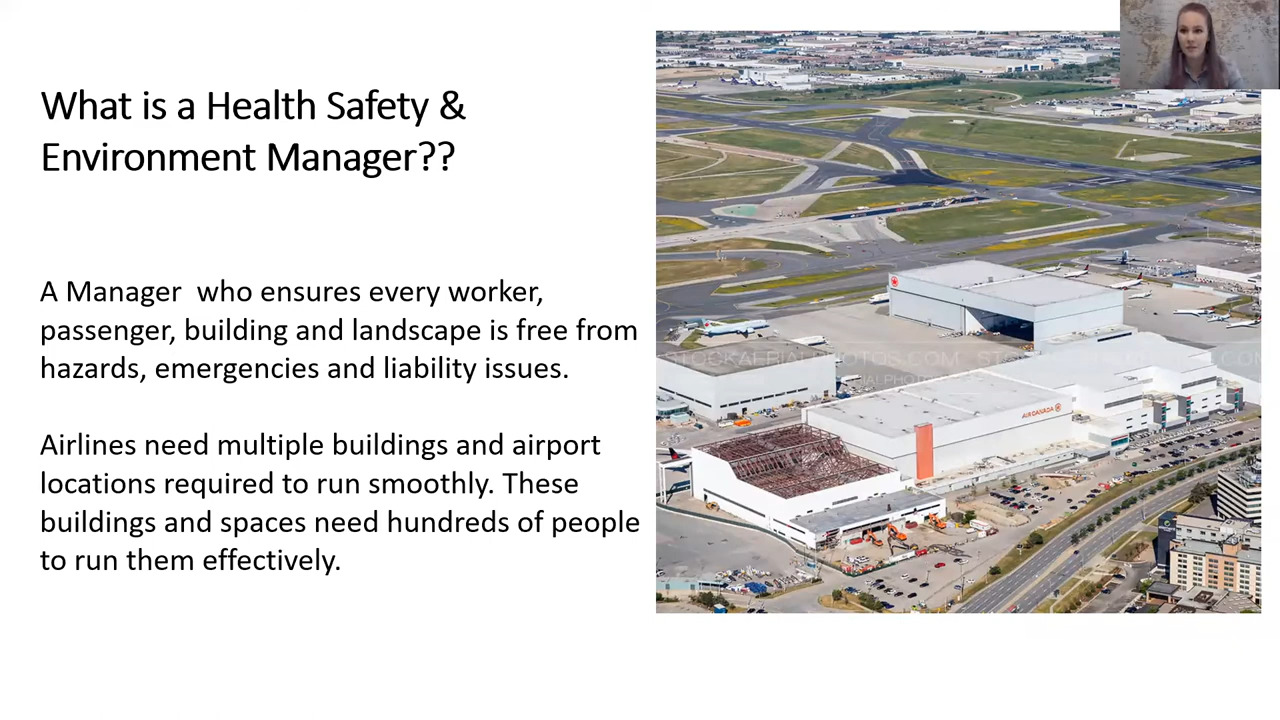 What is a Health Safety &
Environment Manager??
A Manager who ensures every worker,
passenger, building and landscape is free from
hazards, emergencies and liability issues.
Airlines need multiple buildings and airport
locations required to run smoothly. These
buildings and spaces need hundreds of people
to run them effectively.
STOCKAERIALPHOTOS.COM
AIR CANADA